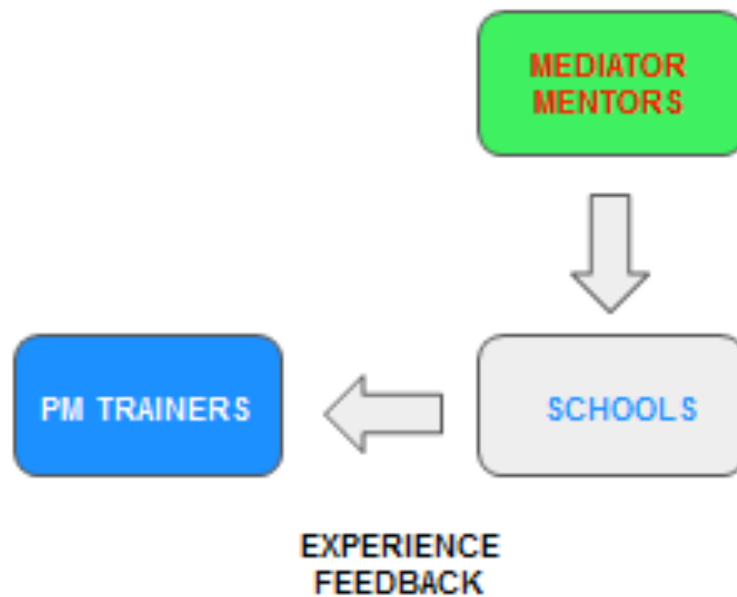 MEDIATOR
MENTORS
PM TRAINERS
SCHOOLS
EXPERIENCE
FEEDBACK